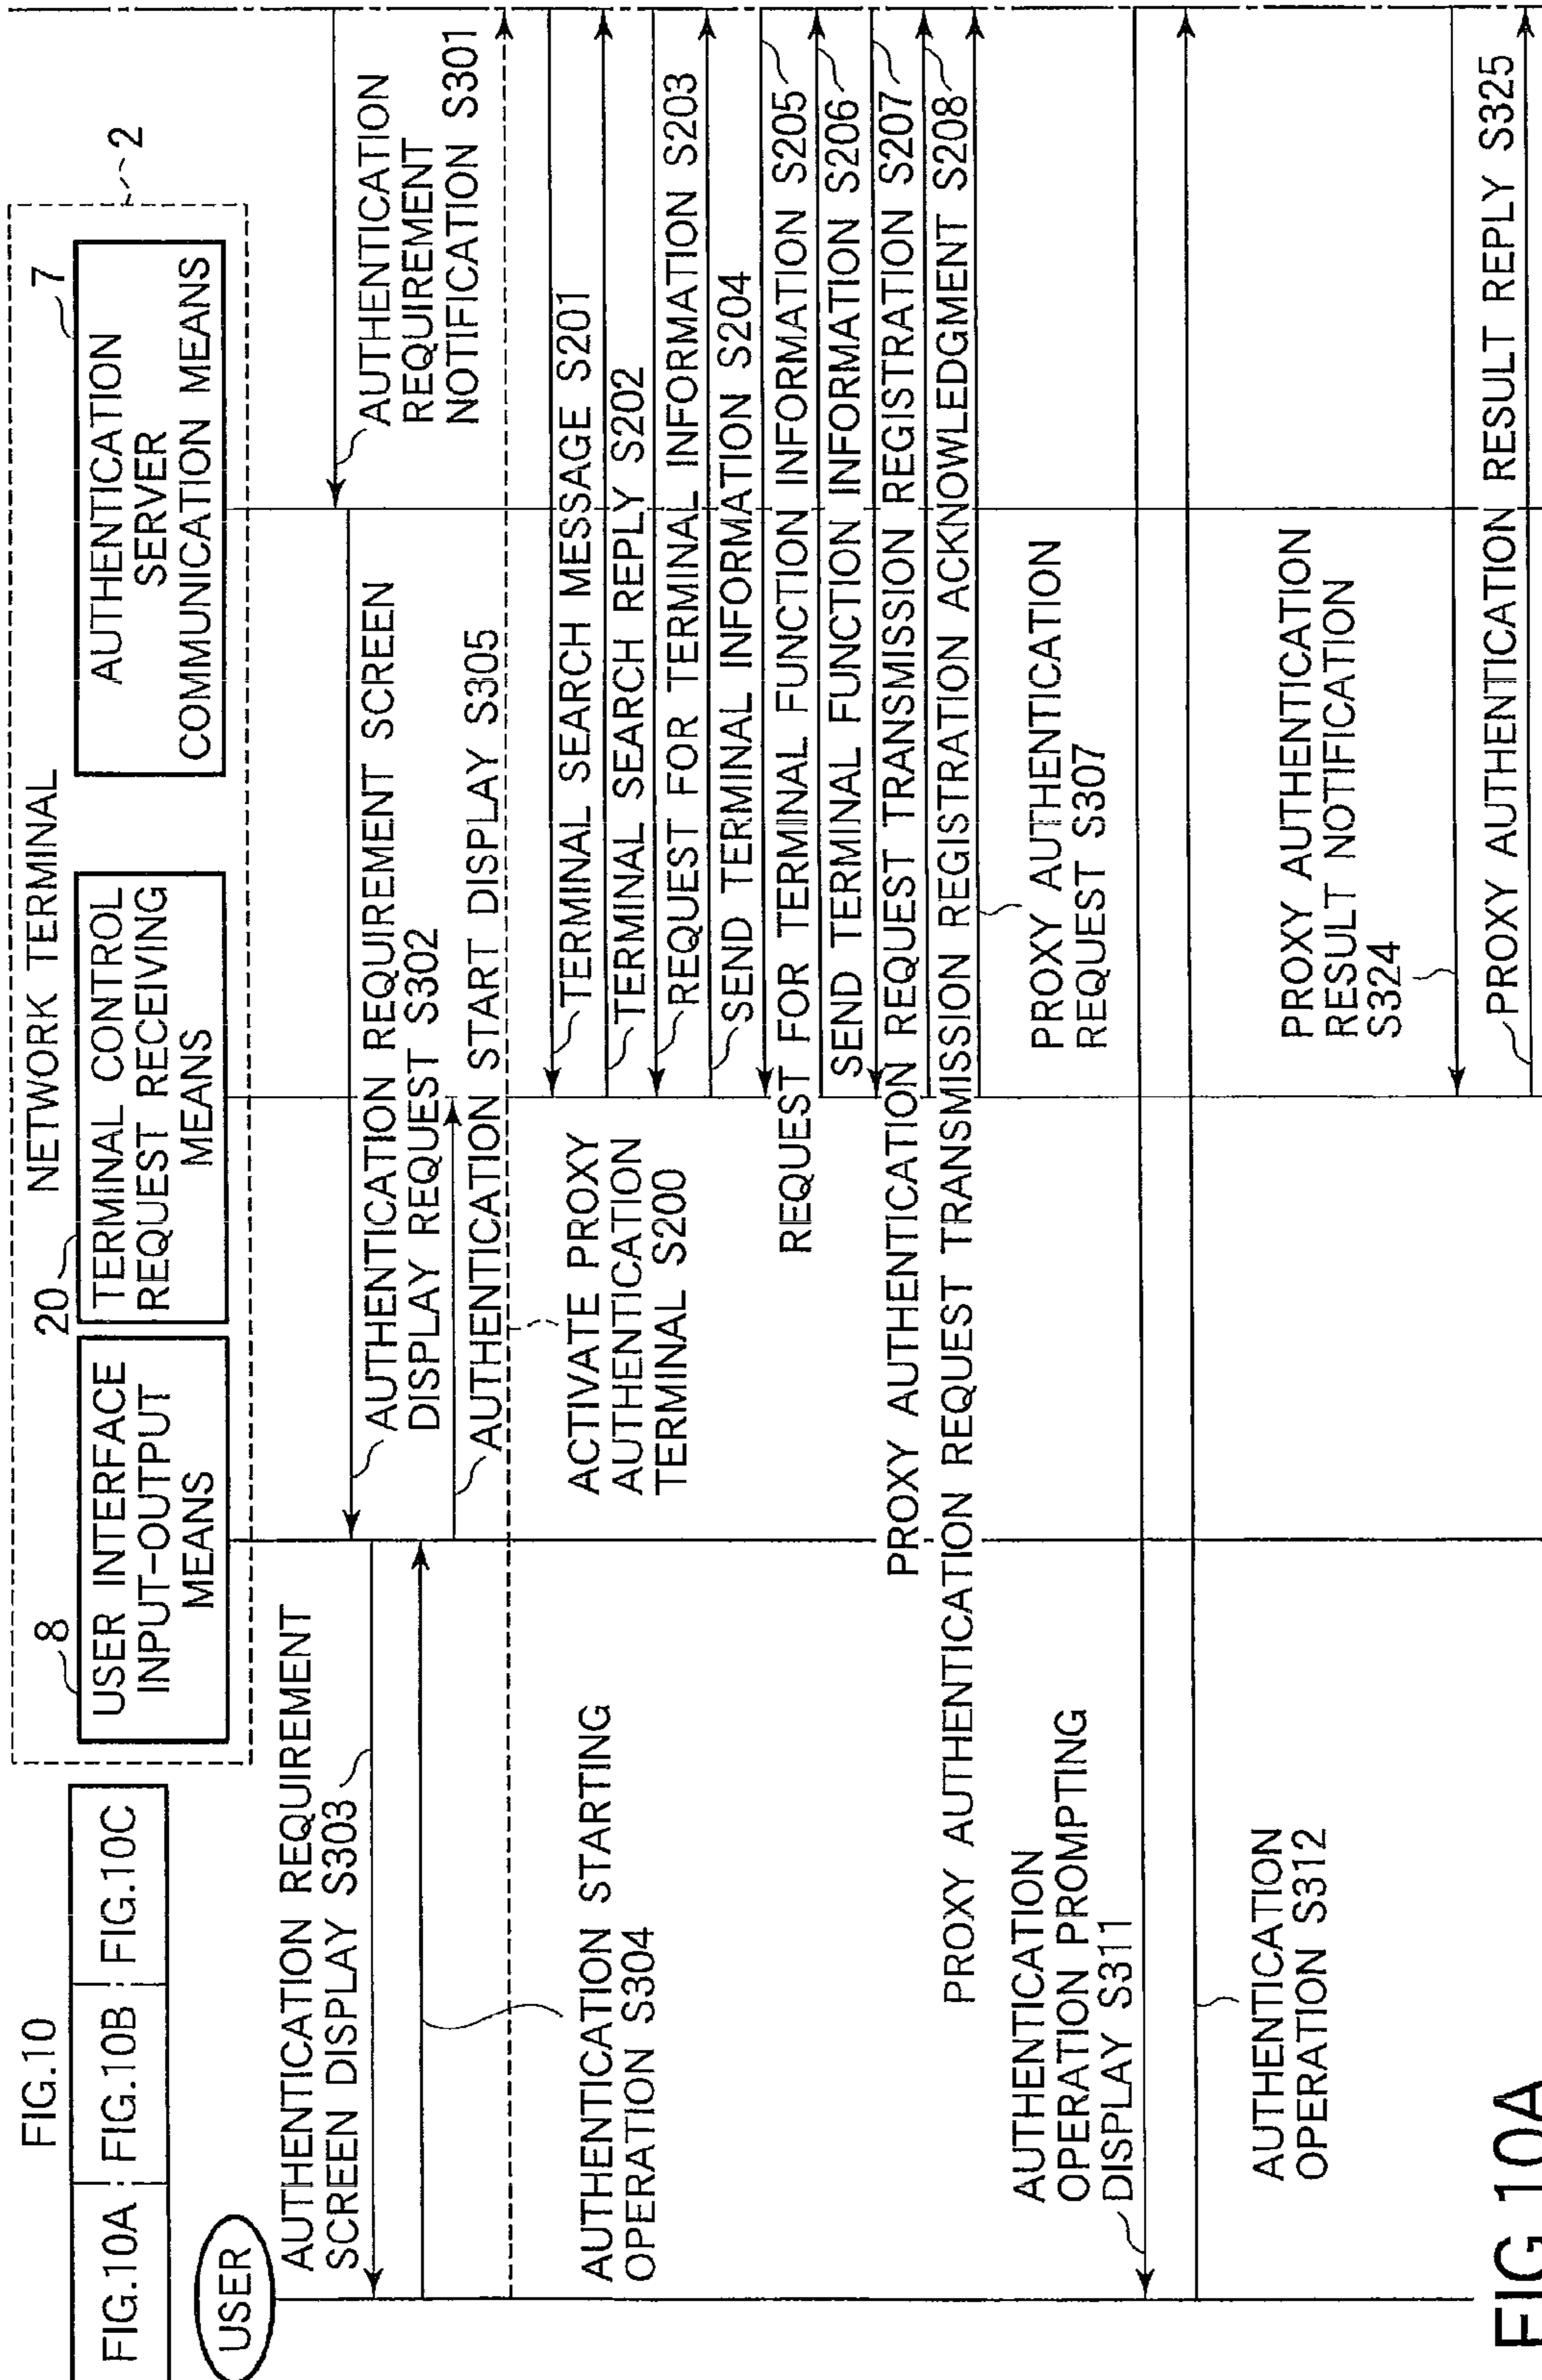 FIG.10
FIG.10A FIG.10B FIG.10C
NETWORK TERMINAL
2
8
USER INTERFACE
INPUT-OUTPUT
MEANS
20
TERMINAL CONTROL
REQUEST RECEIVING
MEANS
7
AUTHENTICATION
SERVER
COMMUNICATION MEANS
USER
AUTHENTICATION
REQUIREMENT
NOTIFICATION S301
AUTHENTICATION REQUIREMENT SCREEN
DISPLAY REQUEST S302
AUTHENTICATION REQUIREMENT
SCREEN DISPLAY S303
AUTHENTICATION STARTING
OPERATION S304
AUTHENTICATION START DISPLAY S305
ACTIVATE PROXY
AUTHENTICATION
TERMINAL S200
TERMINAL SEARCH MESSAGE S201
TERMINAL SEARCH REPLY S202
REQUEST FOR TERMINAL INFORMATION S203
SEND TERMINAL INFORMATION S204
REQUEST FOR TERMINAL FUNCTION INFORMATION S205
SEND TERMINAL FUNCTION INFORMATION S206
PROXY AUTHENTICATION REQUEST TRANSMISSION REGISTRATION S207
PROXY AUTHENTICATION REQUEST TRANSMISSION REGISTRATION ACKNOWLEDGMENT S208
PROXY AUTHENTICATION
REQUEST S307
AUTHENTICATION
OPERATION PROMPTING
DISPLAY S311
AUTHENTICATION
OPERATION S312
PROXY AUTHENTICATION
RESULT NOTIFICATION
S324
PROXY AUTHENTICATION RESULT REPLY S325
FIG.10A